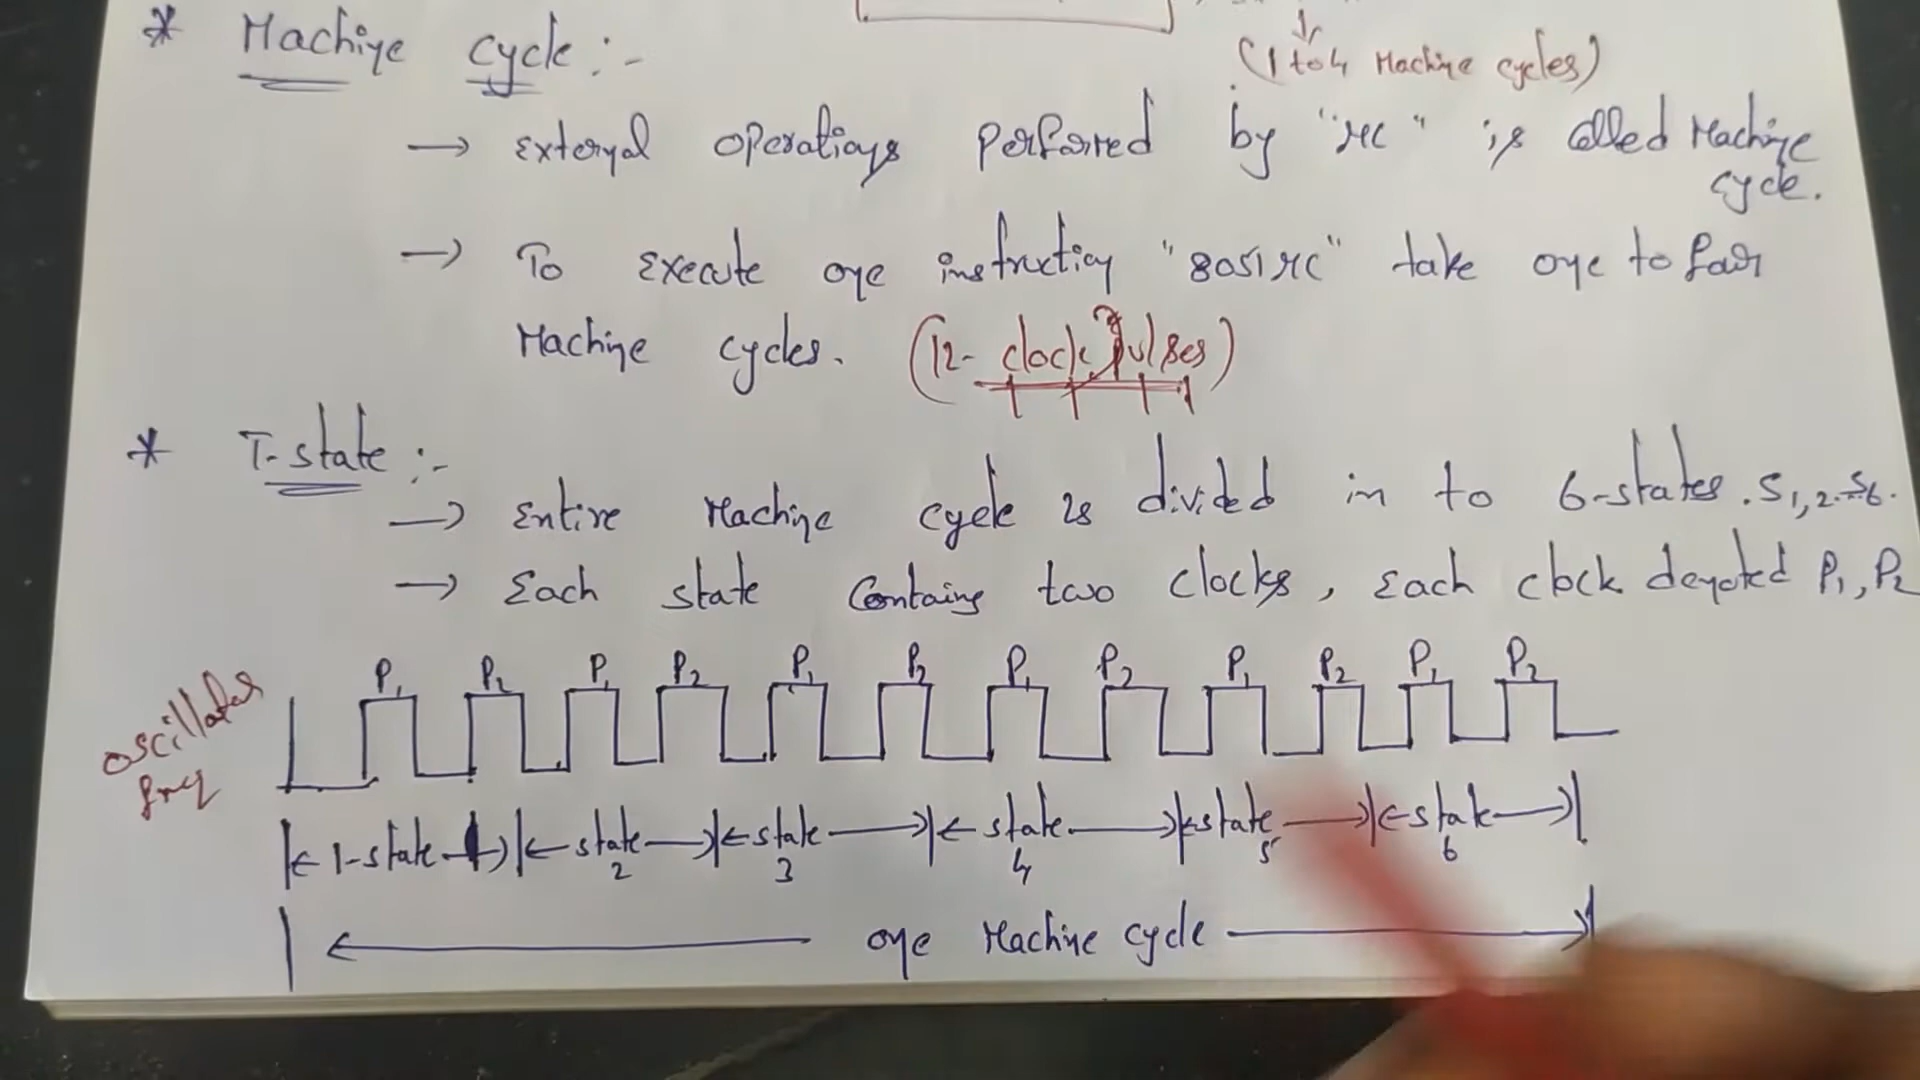 (1 to 4 Machine cycles)
* Machine cycle :-
→ External operations performed by "MC" is called Machine cycle.
→ To Execute one instruction "8051 MC" take one to four
Machine cycles. (12- clock pulses)
* T-state :-
→ Entire Machine cycle is divided in to 6-states. S1,2-S6.
→ Each state Contains two clocks, Each clock denoted P1, P2
P1 P2 P1 P2 P1 P2 P1 P2 P1 P2 P1 P2
oscillator
freq
1-state state 2 state 3 state 4 state 5 state 6
one Machine cycle